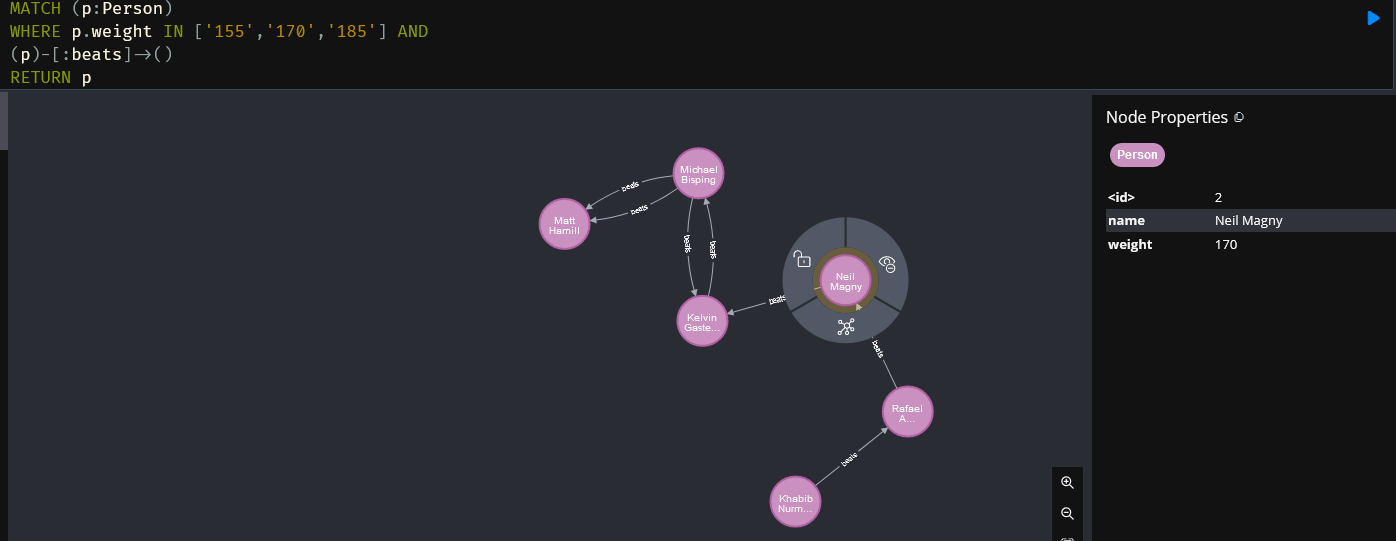 MATCH (p:Person)
WHERE p.weight IN ['155','170','185'] AND
(p)-[:beats]->()
RETURN p
Node Properties
Person
<id> 2
name Neil Magny
weight 170
Michael
Bisping
beats
beats
Matt
Hamill
beats
beats
Neil
Magny
beats
Kelvin
Gaste...
beats
Rafael
A...
beats
Khabib
Nurm...